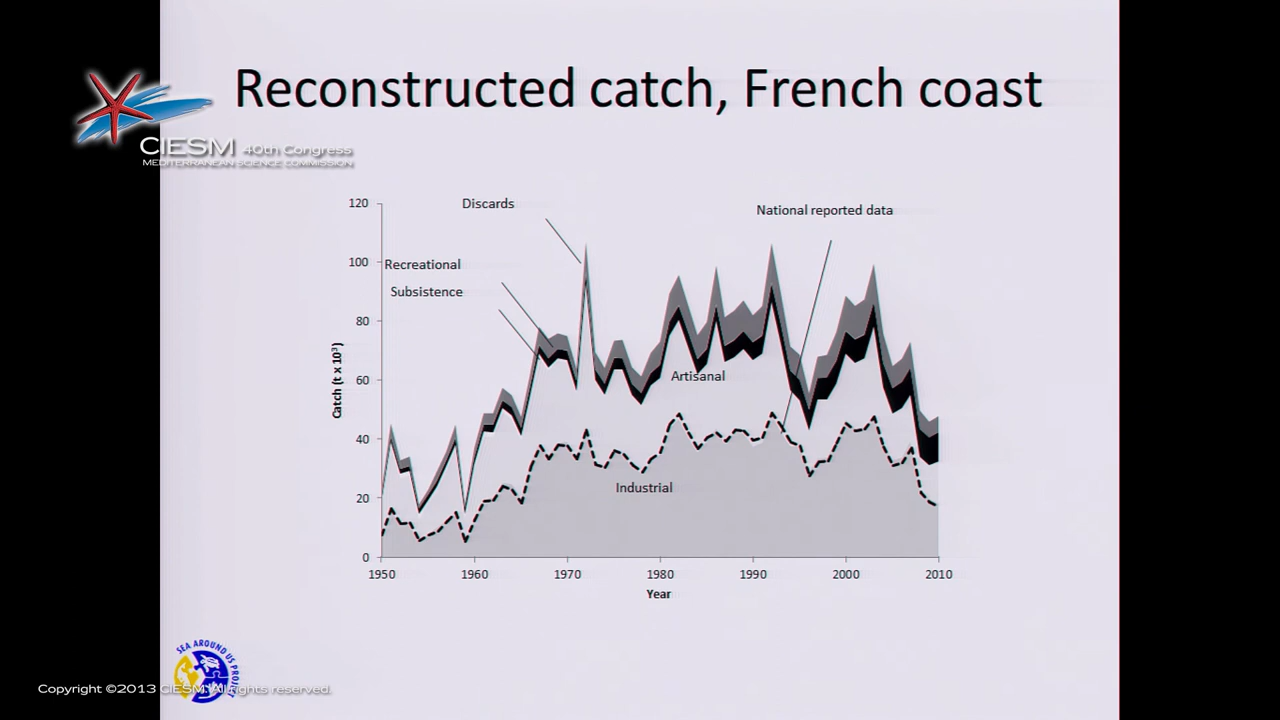 Reconstructed catch, French coast
CIESM 40th Congress
MEDITERRANEAN SCIENCE COMMISSION
Discards
National reported data
Recreational
Subsistence
Artisanal
Industrial
120
100
80
60
40
20
0
Catch (t x 10³)
1950
1960
1970
1980
1990
2000
2010
Year
SEA AROUND US PROJECT
Copyright ©2013 CIESM. All rights reserved.